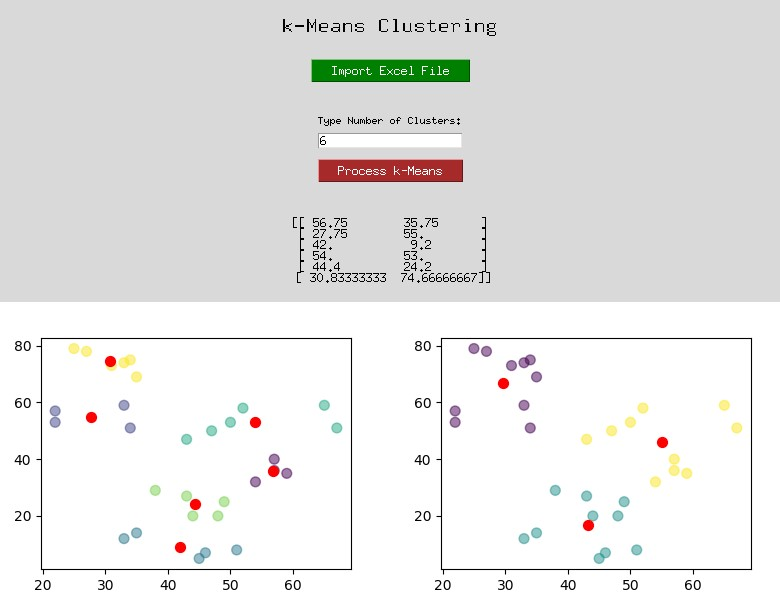 k-Means Clustering
Import Excel File
Type Number of Clusters:
6
Process k-Means
[[ 56.75 35.75 ]
[ 27.75 55. ]
[ 42. 9.2 ]
[ 54. 53. ]
[ 44.4 24.2 ]
[ 30.83333333 74.66666667]]
80
60
40
20
20 30 40 50 60
80
60
40
20
20 30 40 50 60